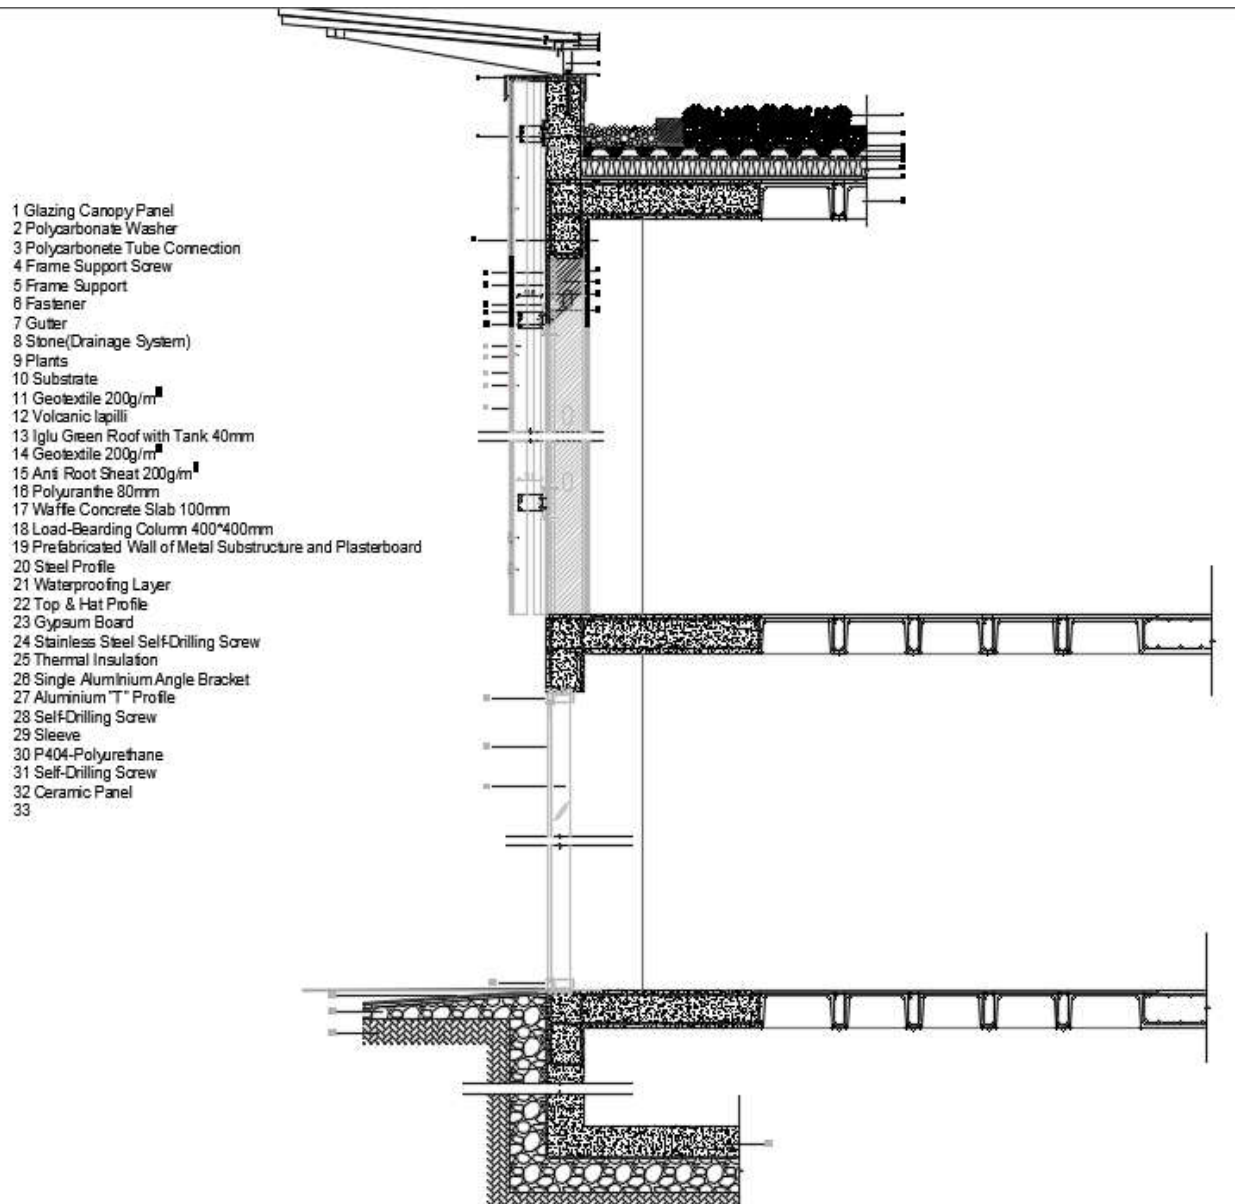 1 Glazing Canopy Panel
2 Polycarbonate Washer
3 Polycarbonete Tube Connection
4 Frame Support Screw
5 Frame Support
6 Fastener
7 Gutter
8 Stone(Drainage System)
9 Plants
10 Substrate
11 Geotextile 200g/m
12 Volcanic lapilli
13 Iglu Green Roof with Tank 40mm
14 Geotextile 200g/m
15 Anti Root Sheat 200g/m
16 Polyuranthe 80mm
17 Waffle Concrete Slab 100mm
18 Load-Bearding Column 400*400mm
19 Prefabricated Wall of Metal Substructure and Plasterboard
20 Steel Profile
21 Waterproofing Layer
22 Top & Hat Profile
23 Gypsum Board
24 Stainless Steel Self-Drilling Screw
25 Thermal Insulation
26 Single Aluminium Angle Bracket
27 Aluminium "T" Profile
28 Self-Drilling Screw
29 Sleeve
30 P404-Polyurethane
31 Self-Drilling Screw
32 Ceramic Panel
33